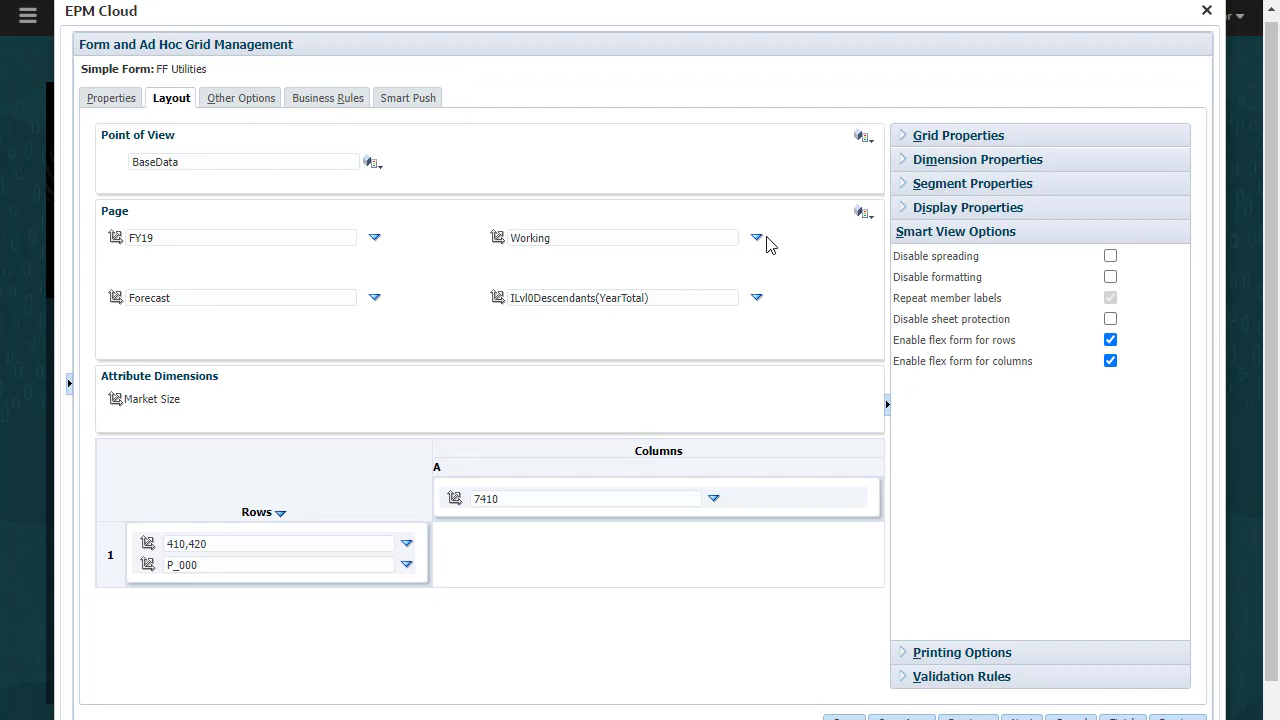 EPM Cloud
Form and Ad Hoc Grid Management
Simple Form: FF Utilities
Properties Layout Other Options Business Rules Smart Push
Point of View
BaseData
Page
FY19 Working
Forecast ILvl0Descendants(YearTotal)
Attribute Dimensions
Market Size
Columns
A
7410
Rows
1
410,420
P_000
Grid Properties
Dimension Properties
Segment Properties
Display Properties
Smart View Options
Disable spreading
Disable formatting
Repeat member labels
Disable sheet protection
Enable flex form for rows
Enable flex form for columns
Printing Options
Validation Rules